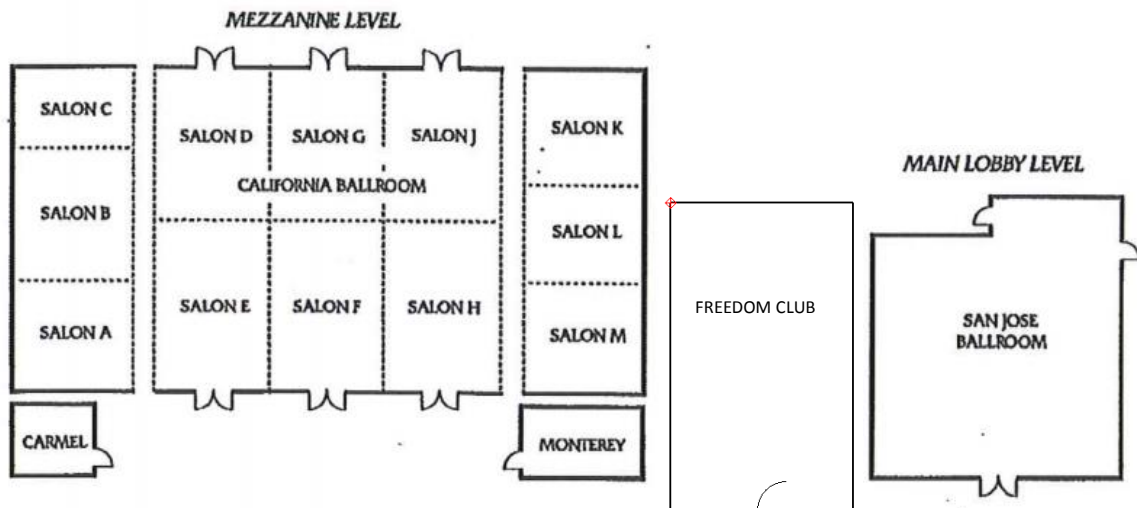 MEZZANINE LEVEL
SALON C
SALON B
SALON A
SALON D
SALON G
SALON J
CALIFORNIA BALLROOM
SALON E
SALON F
SALON H
SALON K
SALON L
SALON M
CARMEL
MONTEREY
FREEDOM CLUB
MAIN LOBBY LEVEL
SAN JOSE
BALLROOM